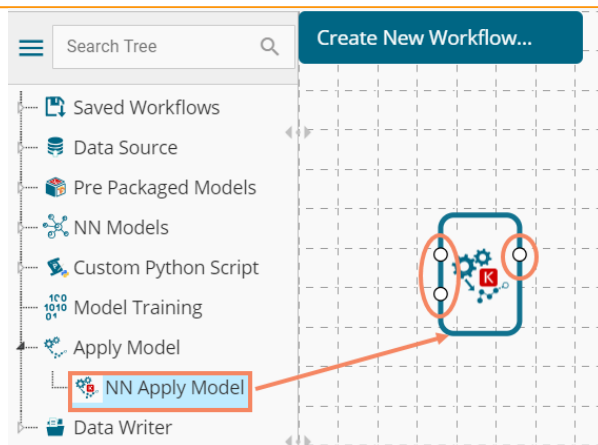 Search Tree
Create New Workflow...
Saved Workflows
Data Source
Pre Packaged Models
NN Models
Custom Python Script
Model Training
Apply Model
NN Apply Model
Data Writer
K